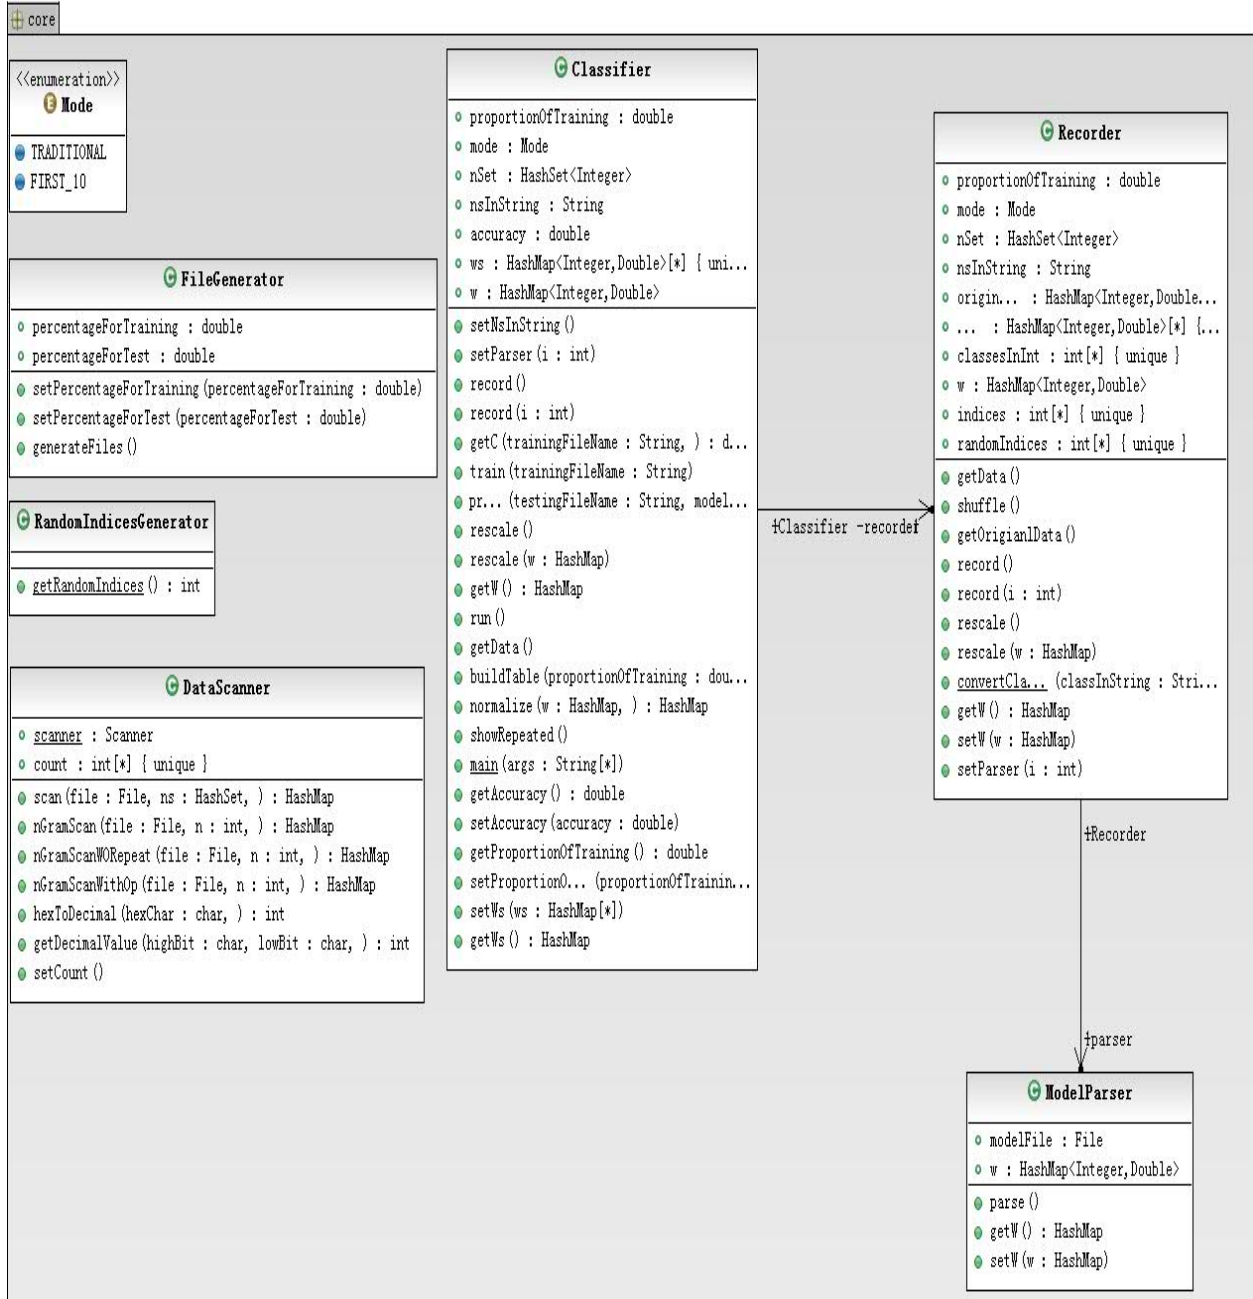 core
<<enumeration>>
Mode
TRADITIONAL
FIRST_10
FileGenerator
percentageForTraining : double
percentageForTest : double
setPercentageForTraining(percentageForTraining : double)
setPercentageForTest(percentageForTest : double)
generateFiles()
RandomIndicesGenerator
getRandomIndices() : int
DataScanner
scanner : Scanner
count : int[*] { unique }
scan(file : File, ns : HashSet, ) : HashMap
nGramScan(file : File, n : int, ) : HashMap
nGramScanWORepeat(file : File, n : int, ) : HashMap
nGramScanWithOp(file : File, n : int, ) : HashMap
hexToDecimal(hexChar : char, ) : int
getDecimalValue(highBit : char, lowBit : char, ) : int
setCount()
Classifier
proportionOfTraining : double
mode : Mode
nSet : HashSet<Integer>
nsInString : String
accuracy : double
ws : HashMap<Integer,Double>[*] { uni...
w : HashMap<Integer,Double>
setNsInString()
setParser(i : int)
record()
record(i : int)
getC(trainingFileName : String, ) : d...
train(trainingFileName : String)
pr... (testingFileName : String, model...
rescale()
rescale(w : HashMap)
getW() : HashMap
run()
getData()
buildTable(proportionOfTraining : dou...
normalize(w : HashMap, ) : HashMap
showRepeated()
main(args : String[*])
getAccuracy() : double
setAccuracy(accuracy : double)
getProportionOfTraining() : double
setProportionO... (proportionOfTrainin...
setWs(ws : HashMap[*])
getWs() : HashMap
+Classifier -recorder
Recorder
proportionOfTraining : double
mode : Mode
nSet : HashSet<Integer>
nsInString : String
origin... : HashMap<Integer,Double...
... : HashMap<Integer,Double>[*] {...
classesInInt : int[*] { unique }
w : HashMap<Integer,Double>
indices : int[*] { unique }
randomIndices : int[*] { unique }
getData()
shuffle()
getOrigianlData()
record()
record(i : int)
rescale()
rescale(w : HashMap)
convertCla... (classInString : Stri...
getW() : HashMap
setW(w : HashMap)
setParser(i : int)
+Recorder
+parser
ModelParser
modelFile : File
w : HashMap<Integer,Double>
parse()
getW() : HashMap
setW(w : HashMap)